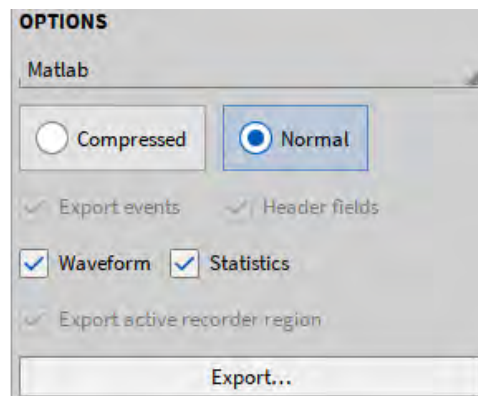 OPTIONS
Matlab
Compressed Normal
Export events Header fields
Waveform Statistics
Export active recorder region
Export...